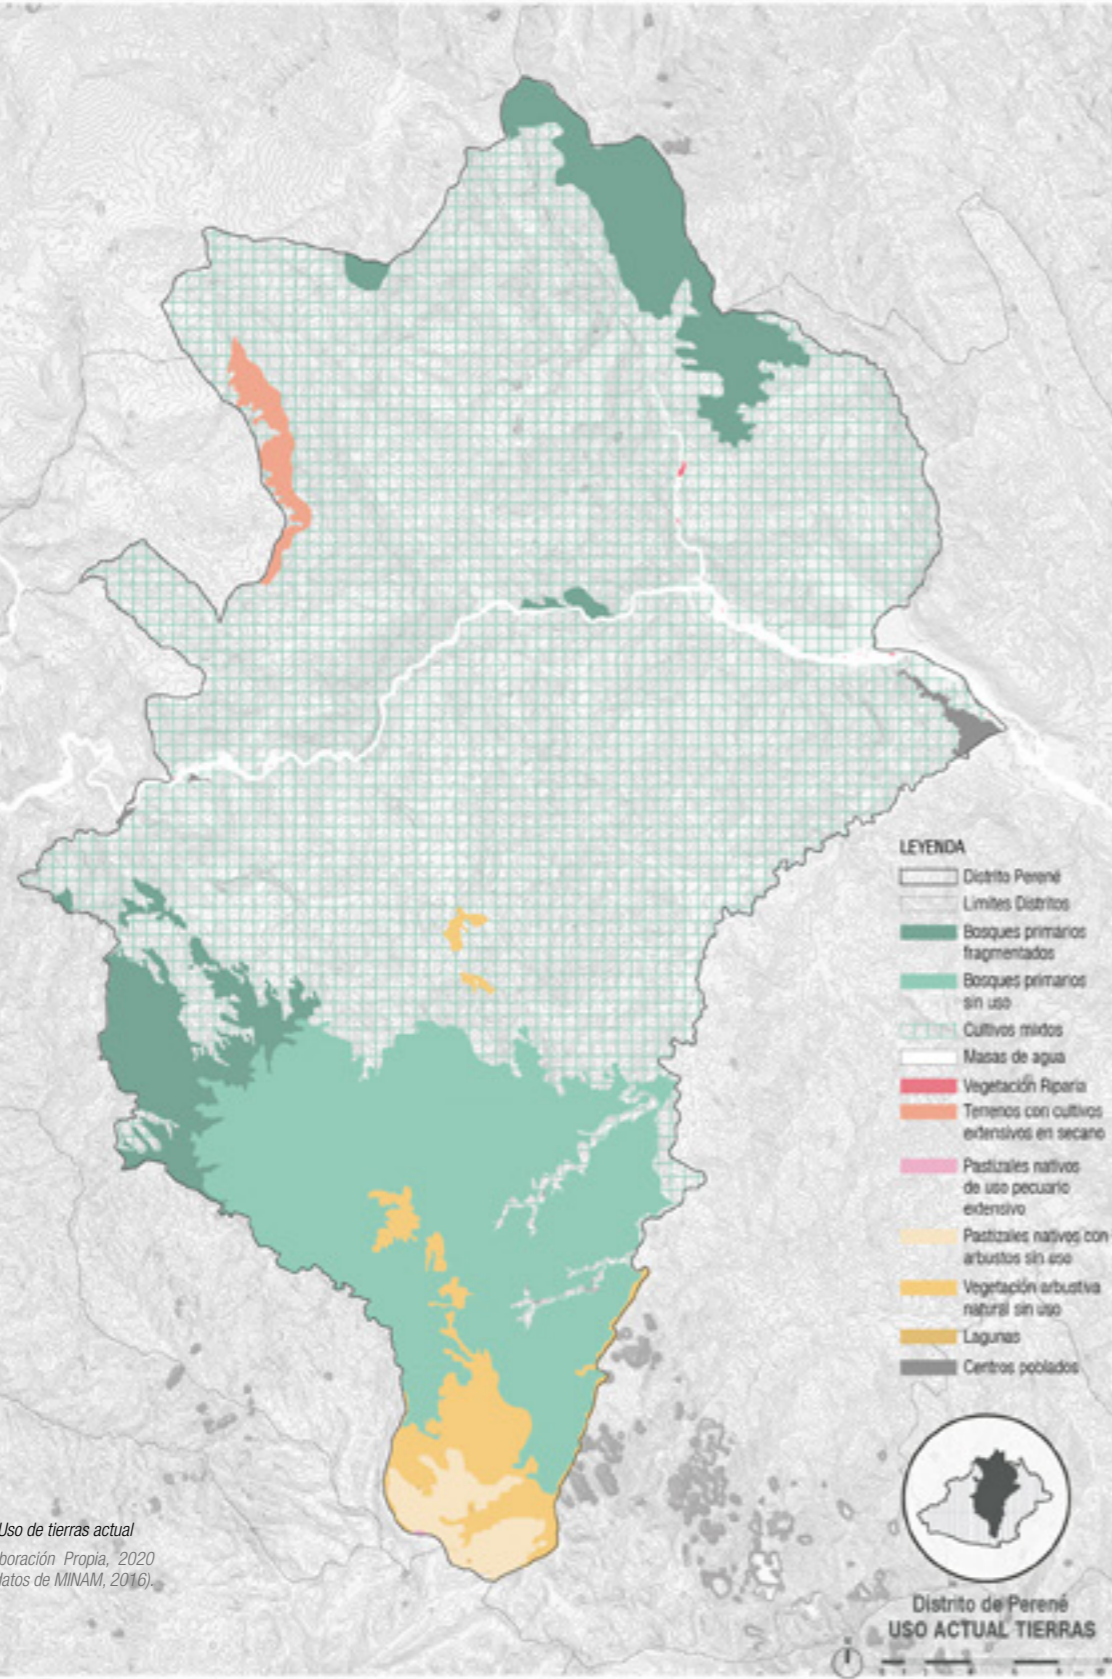 LEYENDA
Distrito Perené
Limites Distritos
Bosques primarios
fragmentados
Bosques primarios
sin uso
Cultivos mixtos
Masas de agua
Vegetación Riparia
Terrenos con cultivos
extensivos en secano
Pastizales nativos
de uso pecuario
extensivo
Pastizales nativos con
arbustos sin uso
Vegetación arbustiva
natural sin uso
Lagunas
Centros poblados
Uso de tierras actual
boración Propia, 2020
datos de MINAM, 2016).
Distrito de Perené
USO ACTUAL TIERRAS